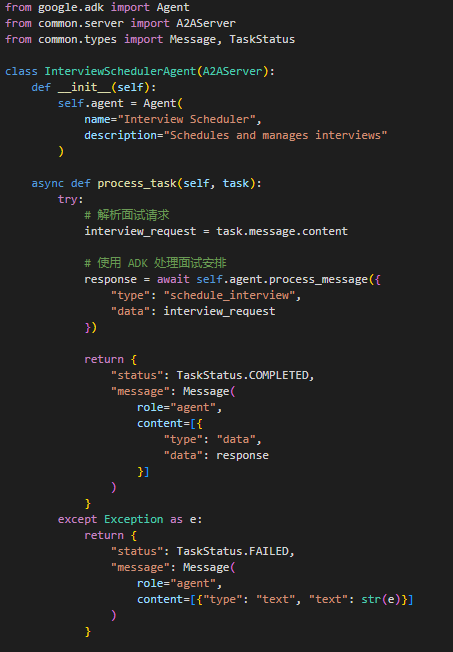 from google.adk import Agent
from common.server import A2AServer
from common.types import Message, TaskStatus

class InterviewSchedulerAgent(A2AServer):
    def __init__(self):
        self.agent = Agent(
            name="Interview Scheduler",
            description="Schedules and manages interviews"
        )

    async def process_task(self, task):
        try:
            # 解析面试请求
            interview_request = task.message.content

            # 使用 ADK 处理面试安排
            response = await self.agent.process_message({
                "type": "schedule_interview",
                "data": interview_request
            })

            return {
                "status": TaskStatus.COMPLETED,
                "message": Message(
                    role="agent",
                    content=[{
                        "type": "data",
                        "data": response
                    }]
                )
            }
        except Exception as e:
            return {
                "status": TaskStatus.FAILED,
                "message": Message(
                    role="agent",
                    content=[{"type": "text", "text": str(e)}]
                )
            }